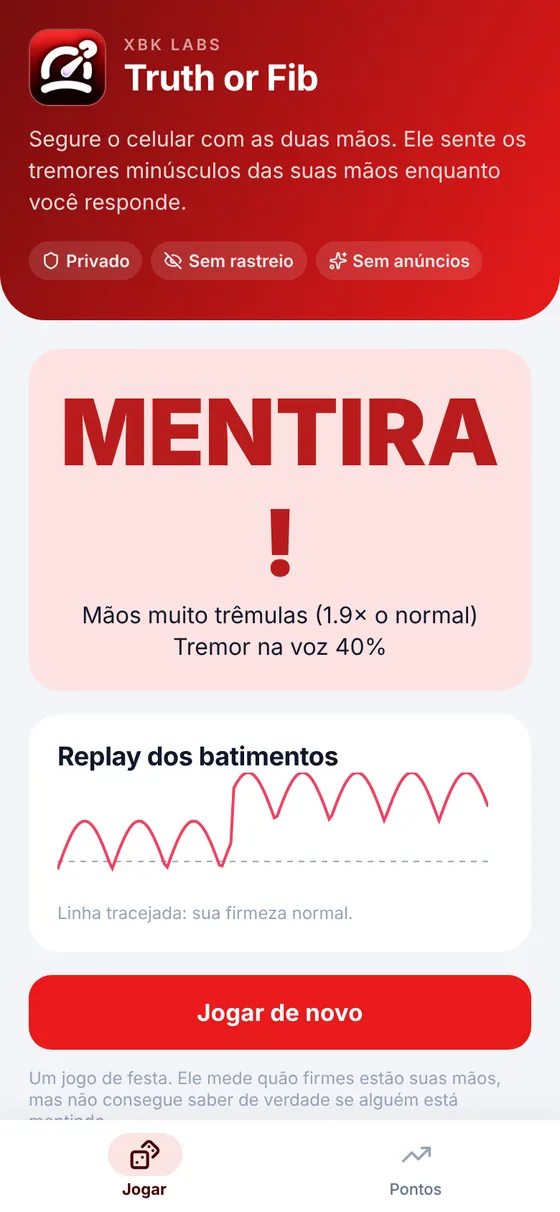 XBK LABS
Truth or Fib
Segure o celular com as duas mãos. Ele sente os
tremores minúsculos das suas mãos enquanto
você responde.
Privado
Sem rastreio
Sem anúncios
MENTIRA
!
Mãos muito trêmulas (1.9× o normal)
Tremor na voz 40%
Replay dos batimentos
Linha tracejada: sua firmeza normal.
Jogar de novo
Um jogo de festa. Ele mede quão firmes estão suas mãos,
mas não consegue saber de verdade se alguém está
Jogar
Pontos